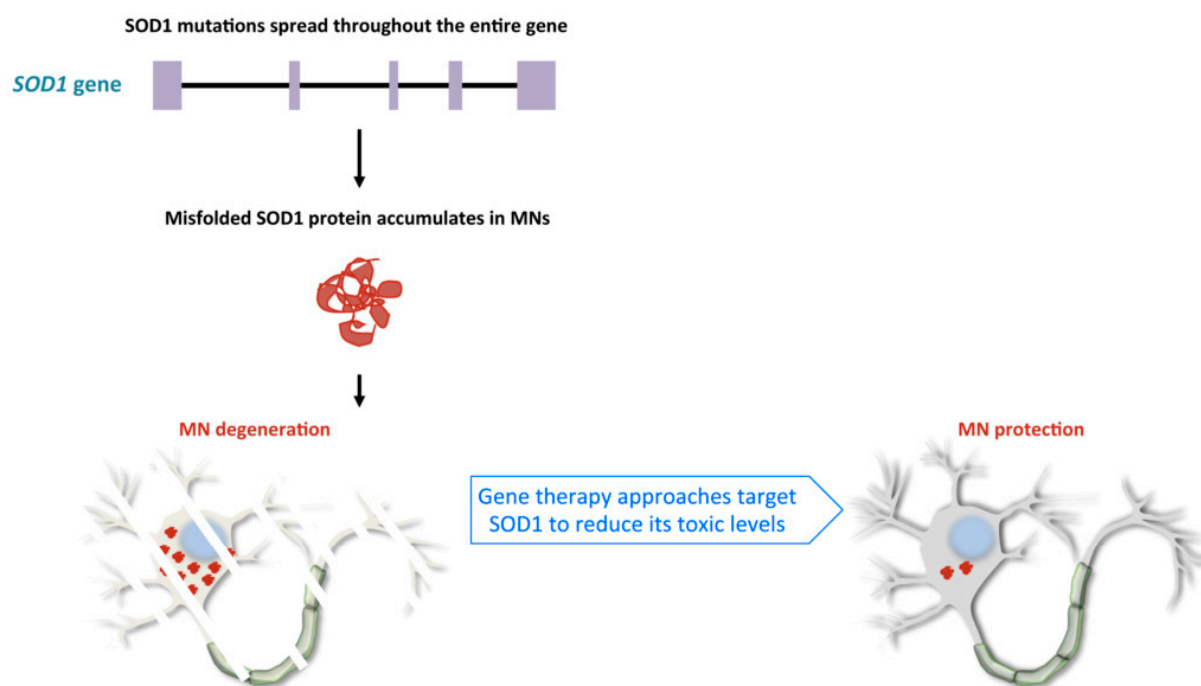 SOD1 mutations spread throughout the entire gene
SOD1 gene
Misfolded SOD1 protein accumulates in MNs
MN degeneration
MN protection
Gene therapy approaches target
SOD1 to reduce its toxic levels